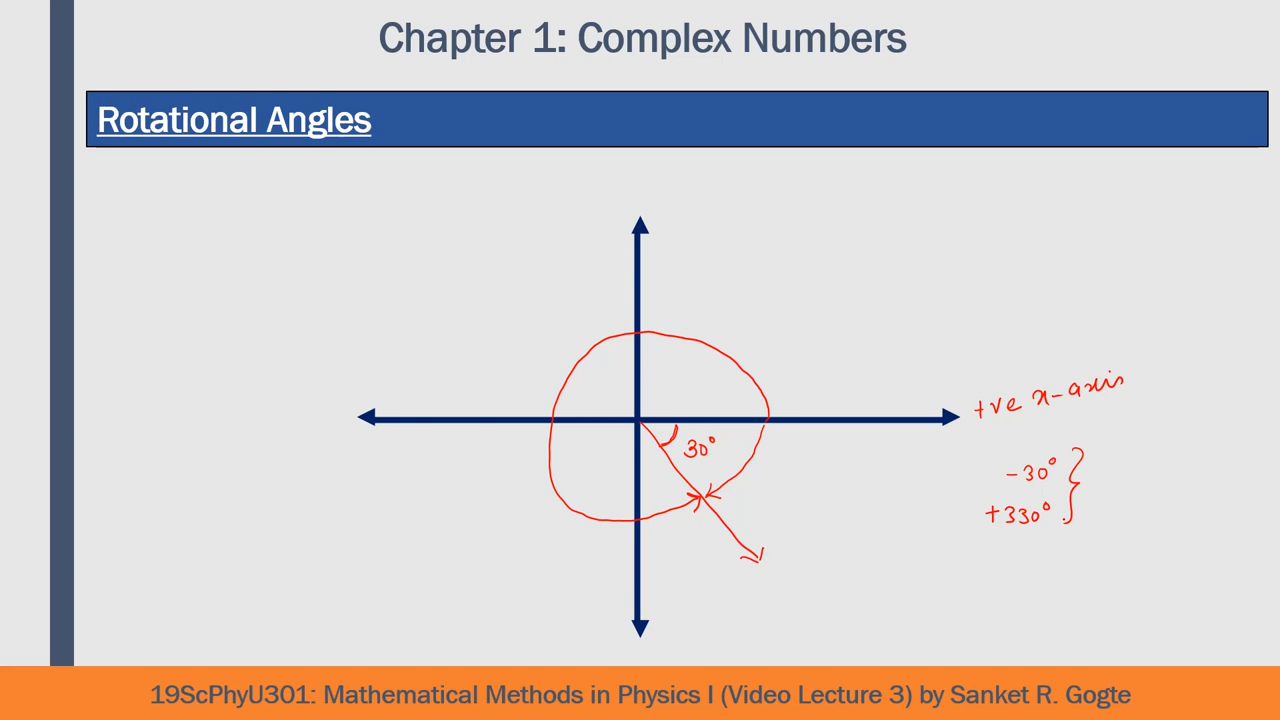 Chapter 1: Complex Numbers
Rotational Angles
+ve x-axis
30°
-30°
+330°
19ScPhyU301: Mathematical Methods in Physics I (Video Lecture 3) by Sanket R. Gogte